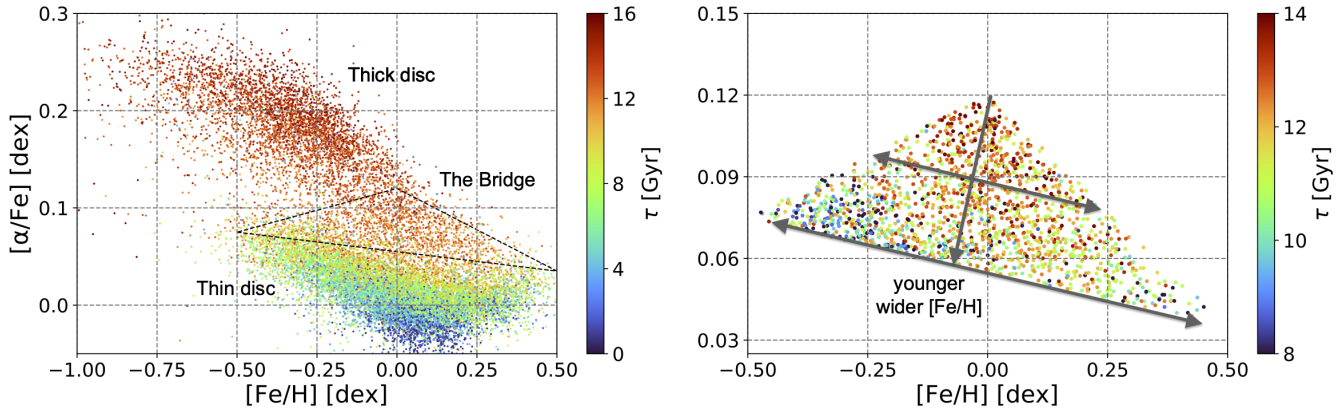 0.3
0.2
0.1
0.0
[α/Fe] [dex]
Thick disc
The Bridge
Thin disc
−1.00 −0.75 −0.50 −0.25 0.00 0.25 0.50
[Fe/H] [dex]
16
12
8
4
0
τ [Gyr]
0.15
0.12
0.09
0.06
0.03
younger
wider [Fe/H]
−0.50 −0.25 0.00 0.25 0.50
[Fe/H] [dex]
14
12
10
8
τ [Gyr]